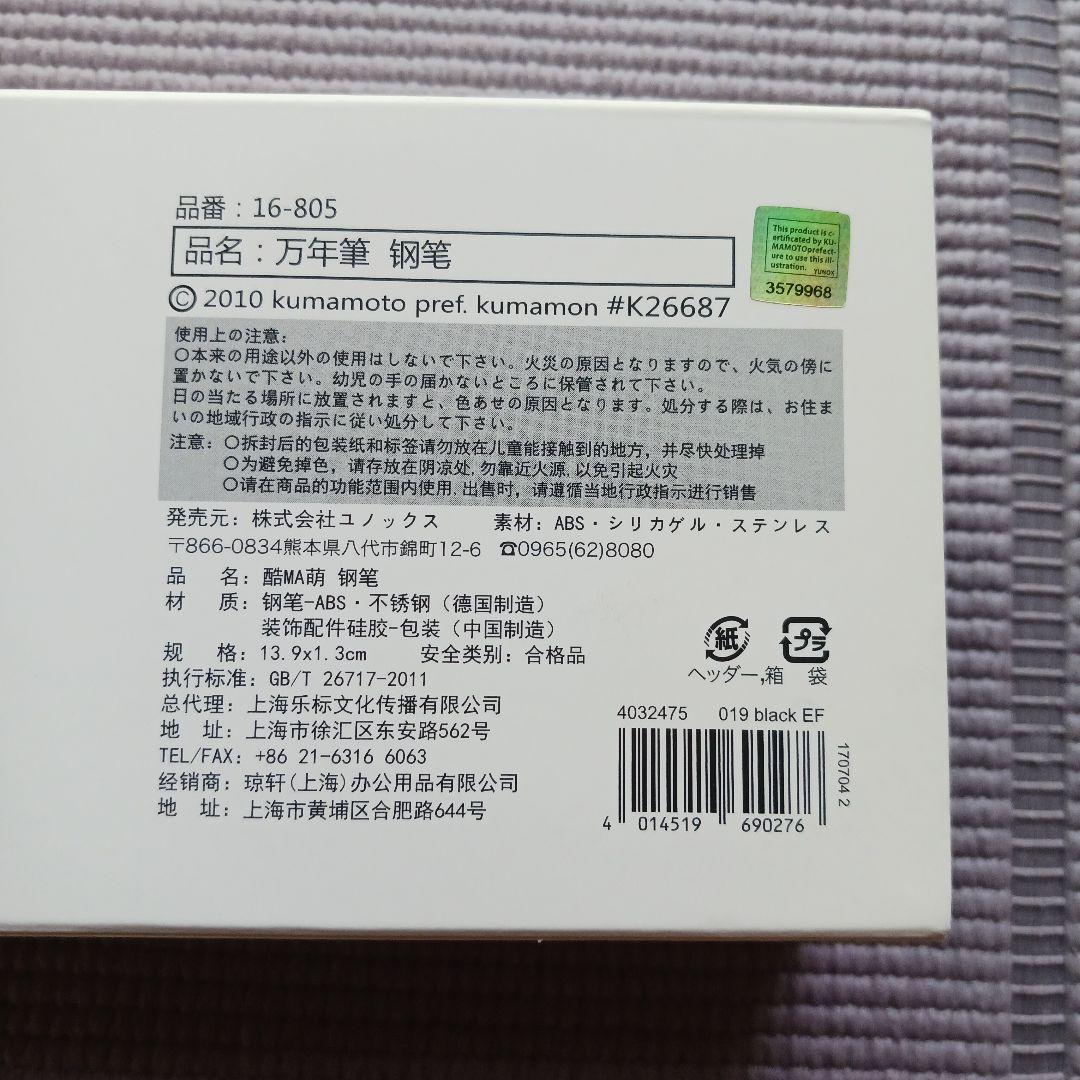 品番：16-805
品名：万年筆 钢笔
© 2010 kumamoto pref. kumamon #K26687
This product is c-
ertificated by KU-
MAMOTOprefect-
ure to use this ill-
ustration. YUNOX
3579968
使用上の注意：
○本来の用途以外の使用はしないで下さい。火災の原因となりますので、火気の傍に
置かないで下さい。幼児の手の届かないところに保管されて下さい。
日の当たる場所に放置されますと、色あせの原因となります。処分する際は、お住ま
いの地域行政の指示に従い処分して下さい。
注意：○拆封后的包装纸和标签请勿放在儿童能接触到的地方，并尽快处理掉
○为避免掉色，请存放在阴凉处，勿靠近火源，以免引起火灾
○请在商品的功能范围内使用，出售时，请遵循当地行政指示进行销售
発売元：株式会社ユノックス 素材：ABS・シリカゲル・ステンレス
〒866-0834熊本県八代市錦町12-6 ☎0965(62)8080
品 名：酷MA萌 钢笔
材 质：钢笔-ABS・不锈钢（德国制造）
装饰配件硅胶-包装（中国制造）
规 格：13.9x1.3cm 安全类别：合格品
执行标准：GB/T 26717-2011
总代理：上海乐标文化传播有限公司
地 址：上海市徐汇区东安路562号
TEL/FAX：+86 21-6316 6063
经销商：琼轩(上海)办公用品有限公司
地 址：上海市黄埔区合肥路644号
紙 プラ
ヘッダー,箱 袋
4032475 019 black EF
4 014519 690276
170704 2